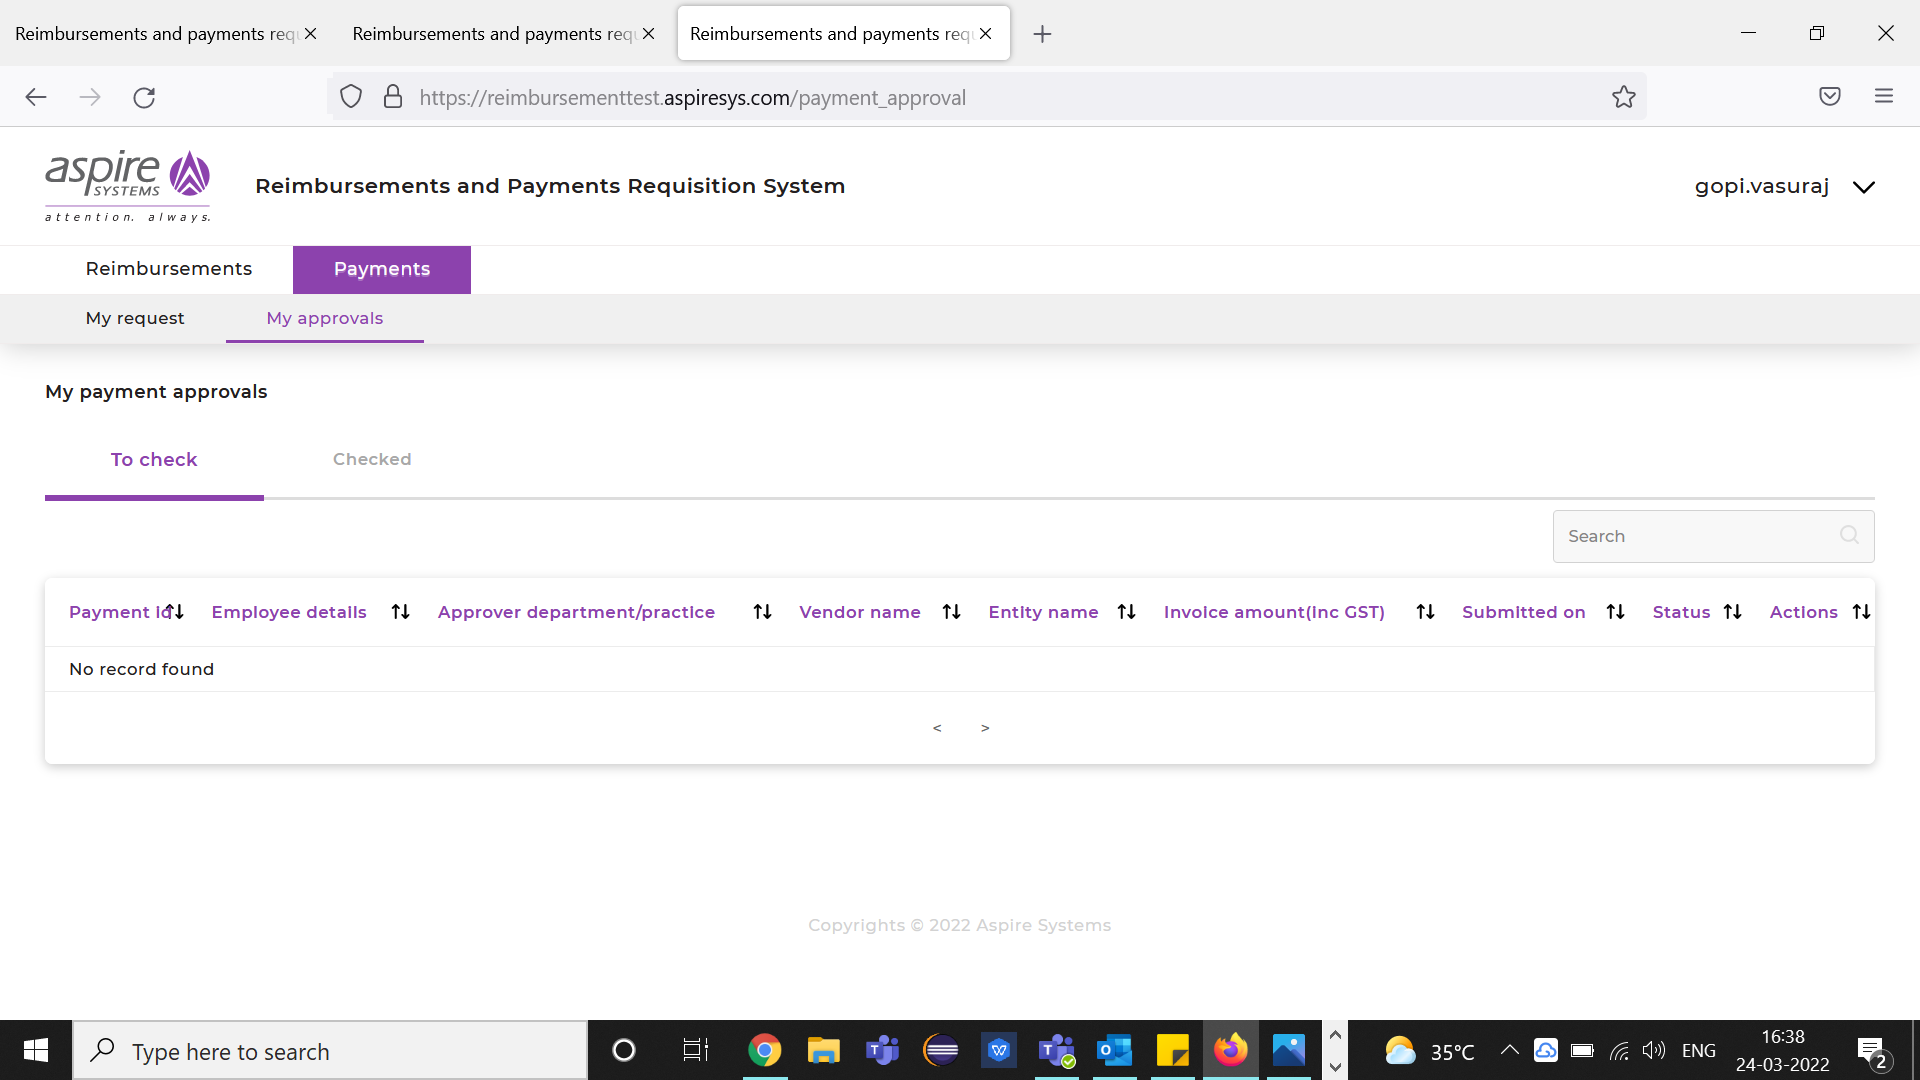 Reimbursements and payments requ
Reimbursements and payments requ
Reimbursements and payments requ
https://reimbursementtest.aspiresys.com/payment_approval
aspire
SYSTEMS
attention. always.
Reimbursements and Payments Requisition System
gopi.vasuraj
Reimbursements
Payments
My request
My approvals
My payment approvals
To check
Checked
Search
Payment Id Employee details Approver department/practice Vendor name Entity name Invoice amount(inc GST) Submitted on Status Actions
No record found
< >
Copyrights © 2022 Aspire Systems
Type here to search
35°C
ENG
16:38
24-03-2022
2